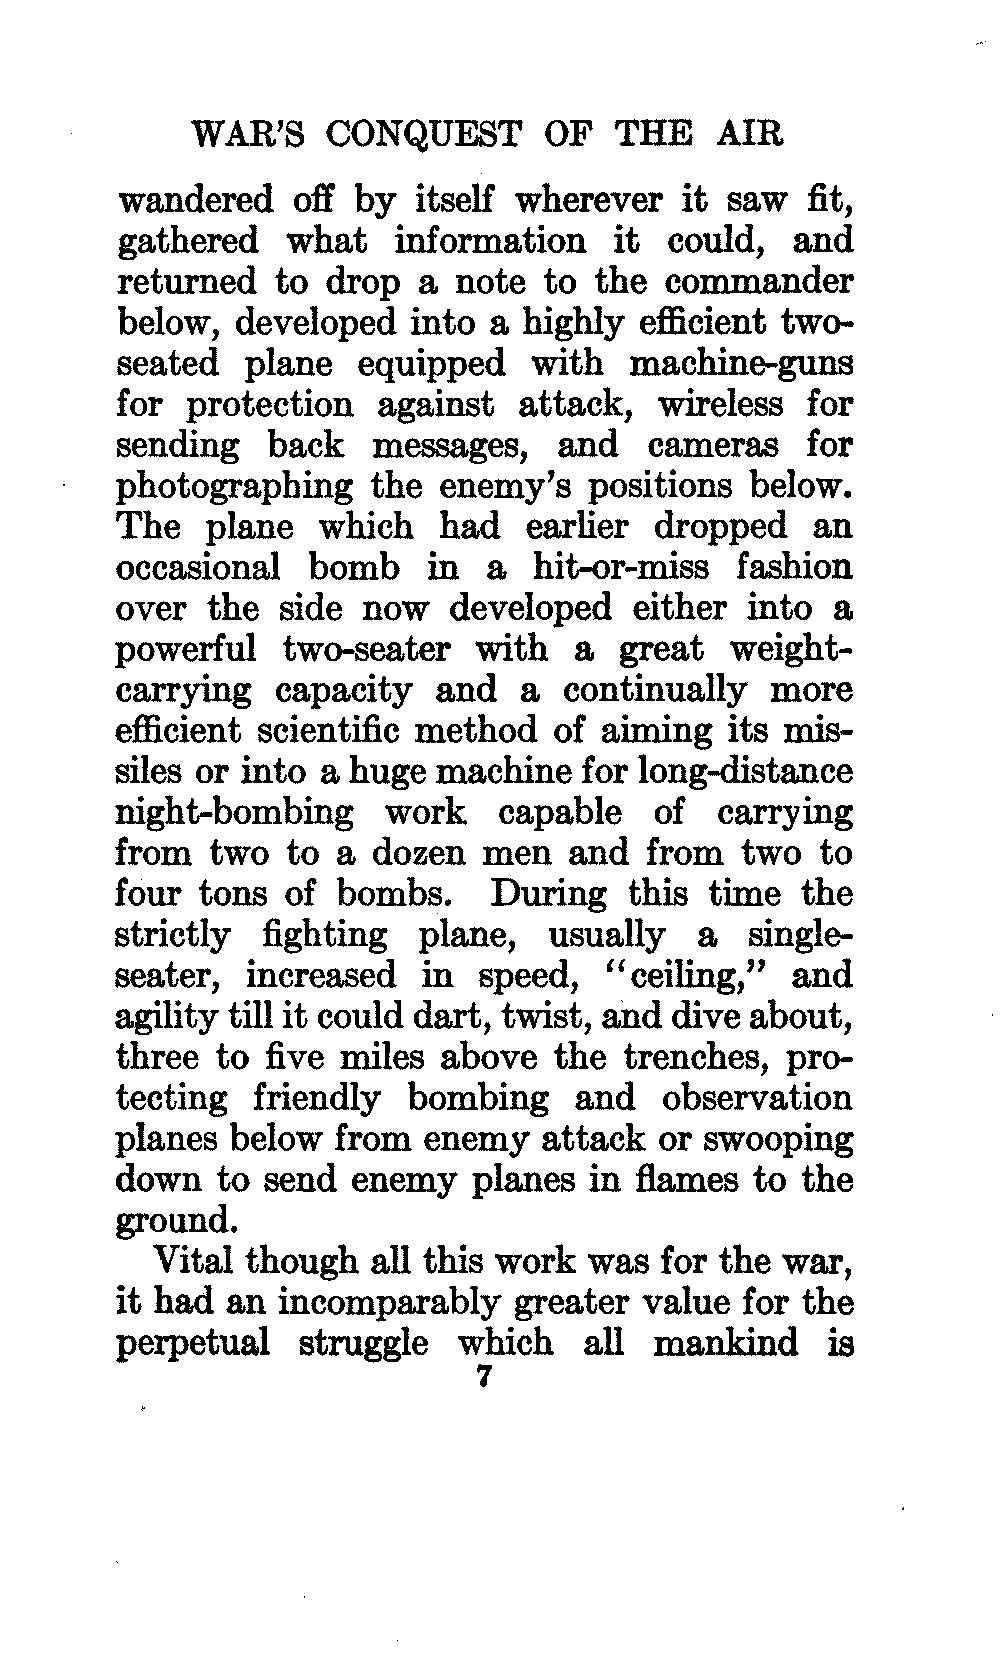 WAR'S CONQUEST OF THE AIR
wandered off by itself wherever it saw fit,
gathered what information it could, and
returned to drop a note to the commander
below, developed into a highly efficient two-
seated plane equipped with machine-guns
for protection against attack, wireless for
sending back messages, and cameras for
photographing the enemy's positions below.
The plane which had earlier dropped an
occasional bomb in a hit-or-miss fashion
over the side now developed either into a
powerful two-seater with a great weight-
carrying capacity and a continually more
efficient scientific method of aiming its mis-
siles or into a huge machine for long-distance
night-bombing work capable of carrying
from two to a dozen men and from two to
four tons of bombs. During this time the
strictly fighting plane, usually a single-
seater, increased in speed, "ceiling," and
agility till it could dart, twist, and dive about,
three to five miles above the trenches, pro-
tecting friendly bombing and observation
planes below from enemy attack or swooping
down to send enemy planes in flames to the
ground.
Vital though all this work was for the war,
it had an incomparably greater value for the
perpetual struggle which all mankind is
7